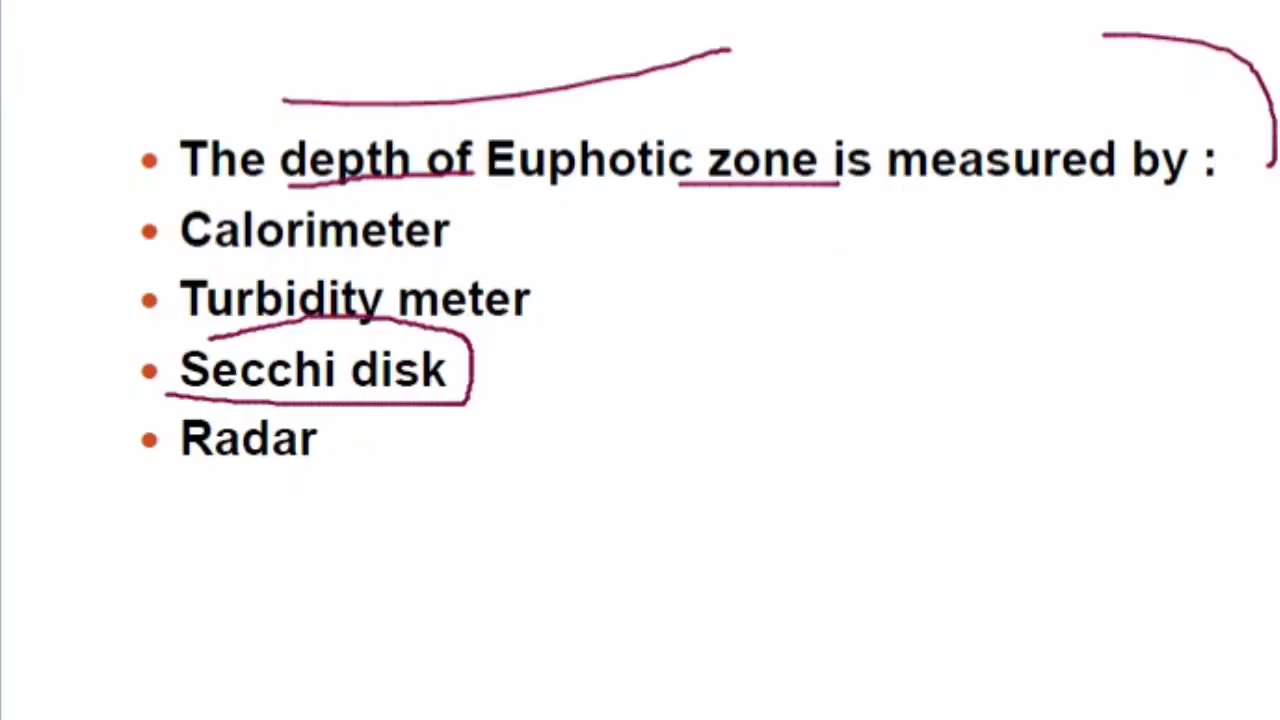 • The depth of Euphotic zone is measured by :
• Calorimeter
• Turbidity meter
• Secchi disk
• Radar